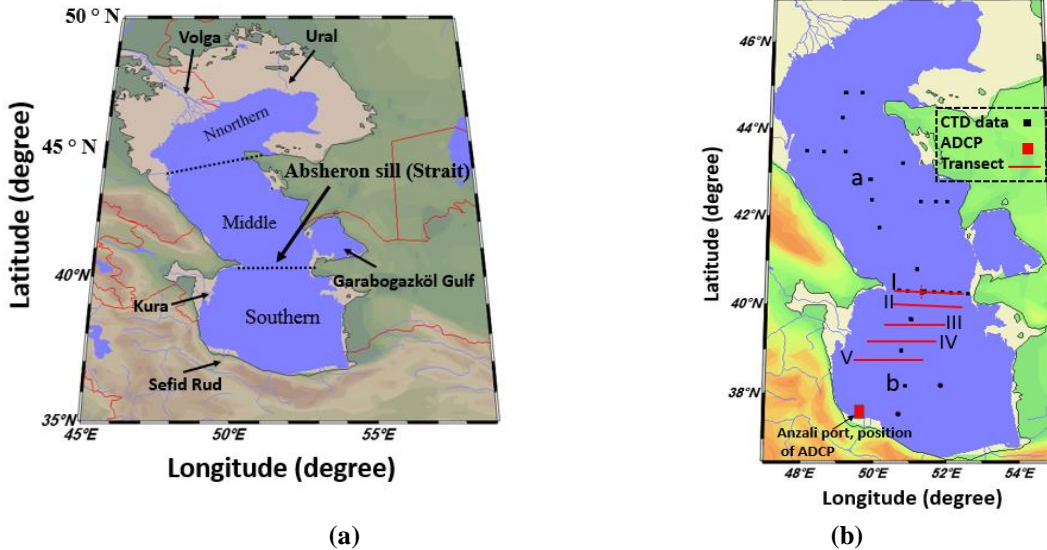 50° N
Volga
Ural
Nnorthern
45° N
Absheron sill (Strait)
Middle
40°N
Garabogazköl Gulf
Kura
Southern
Sefid Rud
35°N
45°E
50°E
55°E
Latitude (degree)
Longitude (degree)
(a)
46°N
44°N
CTD data
ADCP
Transect
a
42°N
I
40°N
II
III
IV
V
38°N
b
Anzali port, position
of ADCP
48°E
50°E
52°E
54°E
Latitude (degree)
Longitude (degree)
(b)